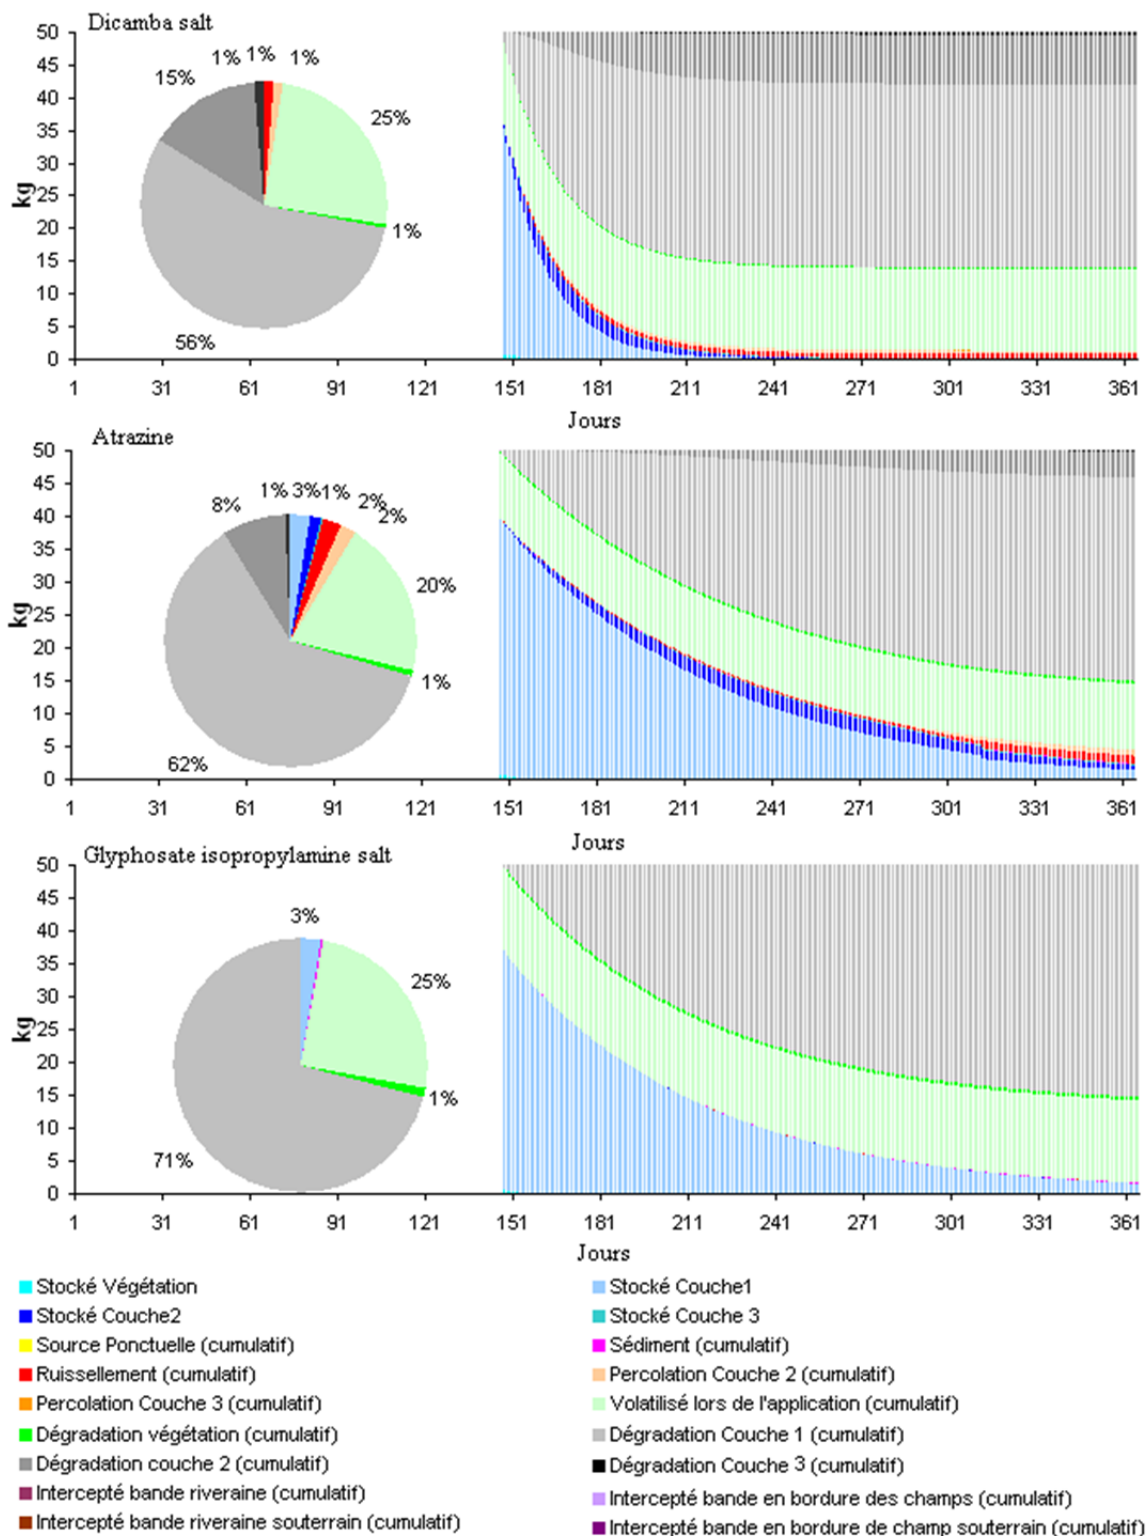 Dicamba salt
50
45
40
35
30
25
20
15
10
5
0
kg
1% 1% 1%
15%
25%
1%
56%
1 31 61 91 121 151 181 211 241 271 301 331 361
Jours
Atrazine
50
45
40
35
30
25
20
15
10
5
0
kg
8% 1% 3% 1% 2% 2%
20%
1%
62%
1 31 61 91 121 151 181 211 241 271 301 331 361
Jours
Glyphosate isopropylamine salt
50
45
40
35
30
25
20
15
10
5
0
kg
3%
25%
1%
71%
1 31 61 91 121 151 181 211 241 271 301 331 361
Jours
Stocké Végétation Stocké Couche1
Stocké Couche2 Stocké Couche 3
Source Ponctuelle (cumulatif) Sédiment (cumulatif)
Ruissellement (cumulatif) Percolation Couche 2 (cumulatif)
Percolation Couche 3 (cumulatif) Volatilisé lors de l'application (cumulatif)
Dégradation végétation (cumulatif) Dégradation Couche 1 (cumulatif)
Dégradation couche 2 (cumulatif) Dégradation Couche 3 (cumulatif)
Intercepté bande riveraine (cumulatif) Intercepté bande en bordure des champs (cumulatif)
Intercepté bande riveraine souterrain (cumulatif) Intercepté bande en bordure de champ souterrain (cumulatif)